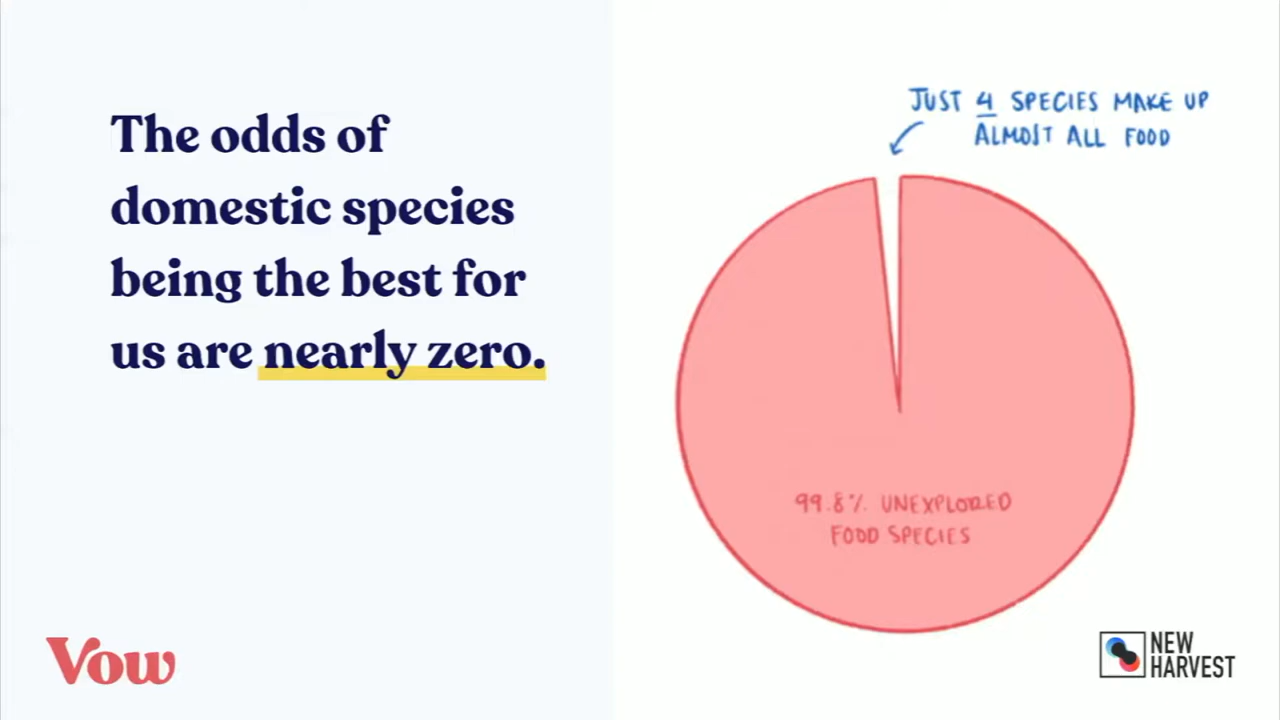 The odds of
domestic species
being the best for
us are nearly zero.
JUST 4 SPECIES MAKE UP
ALMOST ALL FOOD
99.8% UNEXPLORED
FOOD SPECIES
Vow
NEW
HARVEST